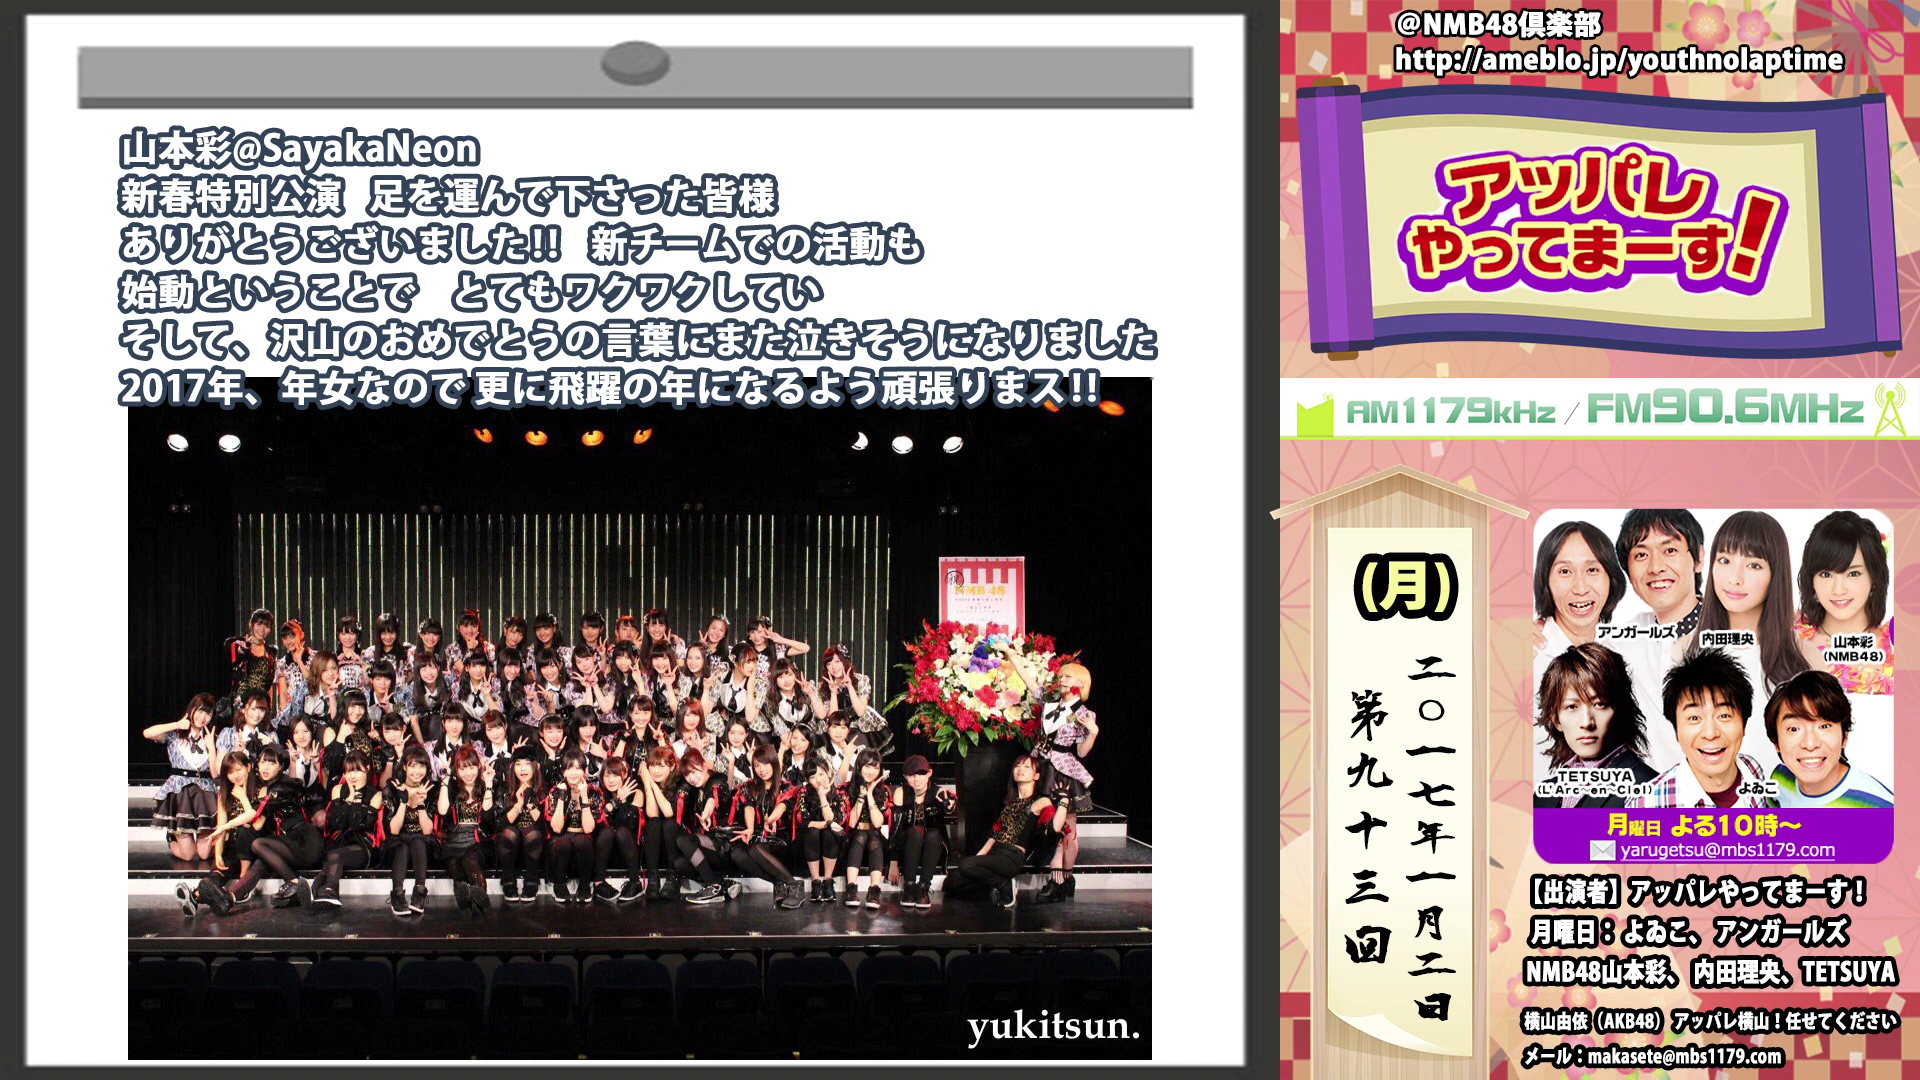 山本彩@SayakaNeon
新春特別公演 足を運んで下さった皆様
ありがとうございました!! 新チームでの活動も
始動ということで とてもワクワクしてい
そして、沢山のおめでとうの言葉にまた泣きそうになりました
2017年、年女なので 更に飛躍の年になるよう頑張りまス!!
祝
NMB48
yukitsun.
@NMB48倶楽部
http://ameblo.jp/youthnolaptime
アッパレ
やってまーす!
AM1179kHz / FM90.6MHz
(月)
二〇一七年一月二日
第九十三回
アンガールズ
内田理央
山本彩
(NMB48)
TETSUYA
(L'Arc~en~Ciel)
よゐこ
月曜日 よる10時～
yarugetsu@mbs1179.com
【出演者】アッパレやってまーす!
月曜日：よゐこ、アンガールズ
NMB48山本彩、内田理央、TETSUYA
横山由依（AKB48）アッパレ横山！任せてください
メール：makasete@mbs1179.com